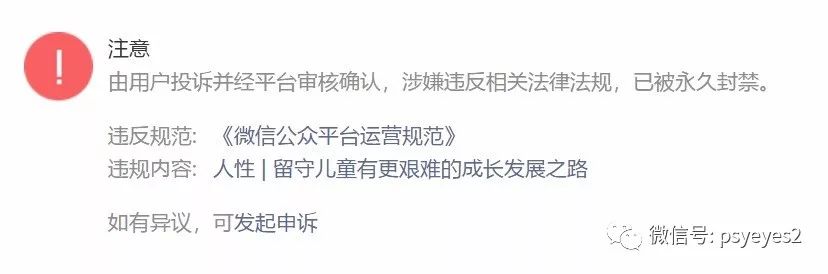 注意
由用户投诉并经平台审核确认，涉嫌违反相关法律法规，已被永久封禁。
违反规范: 《微信公众平台运营规范》
违规内容: 人性 | 留守儿童有更艰难的成长发展之路
如有异议，可发起申诉
微信号: psyeyes2